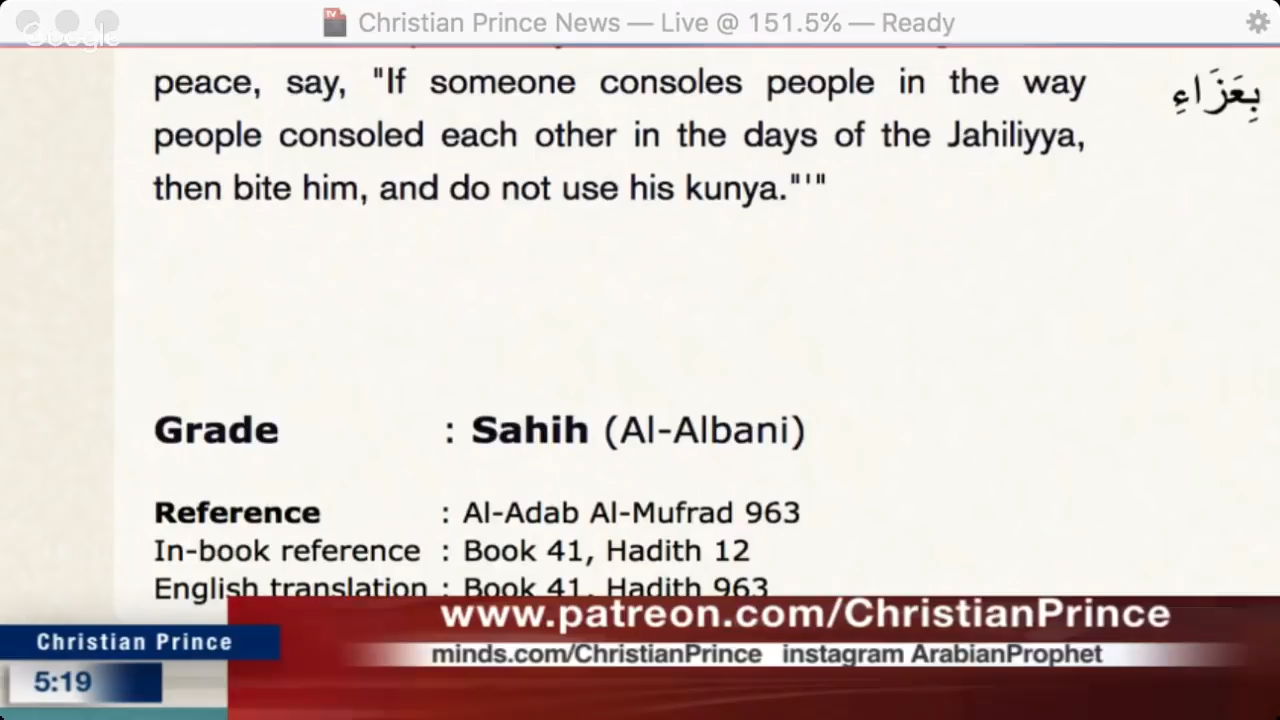 Christian Prince News — Live @ 151.5% — Ready
Google
peace, say, "If someone consoles people in the way
بِعَزَاءِ
people consoled each other in the days of the Jahiliyya,
then bite him, and do not use his kunya."'"
Grade : Sahih (Al-Albani)
Reference : Al-Adab Al-Mufrad 963
In-book reference : Book 41, Hadith 12
English translation : Book 41, Hadith 963
www.patreon.com/ChristianPrince
Christian Prince
minds.com/ChristianPrince instagram ArabianProphet
5:19